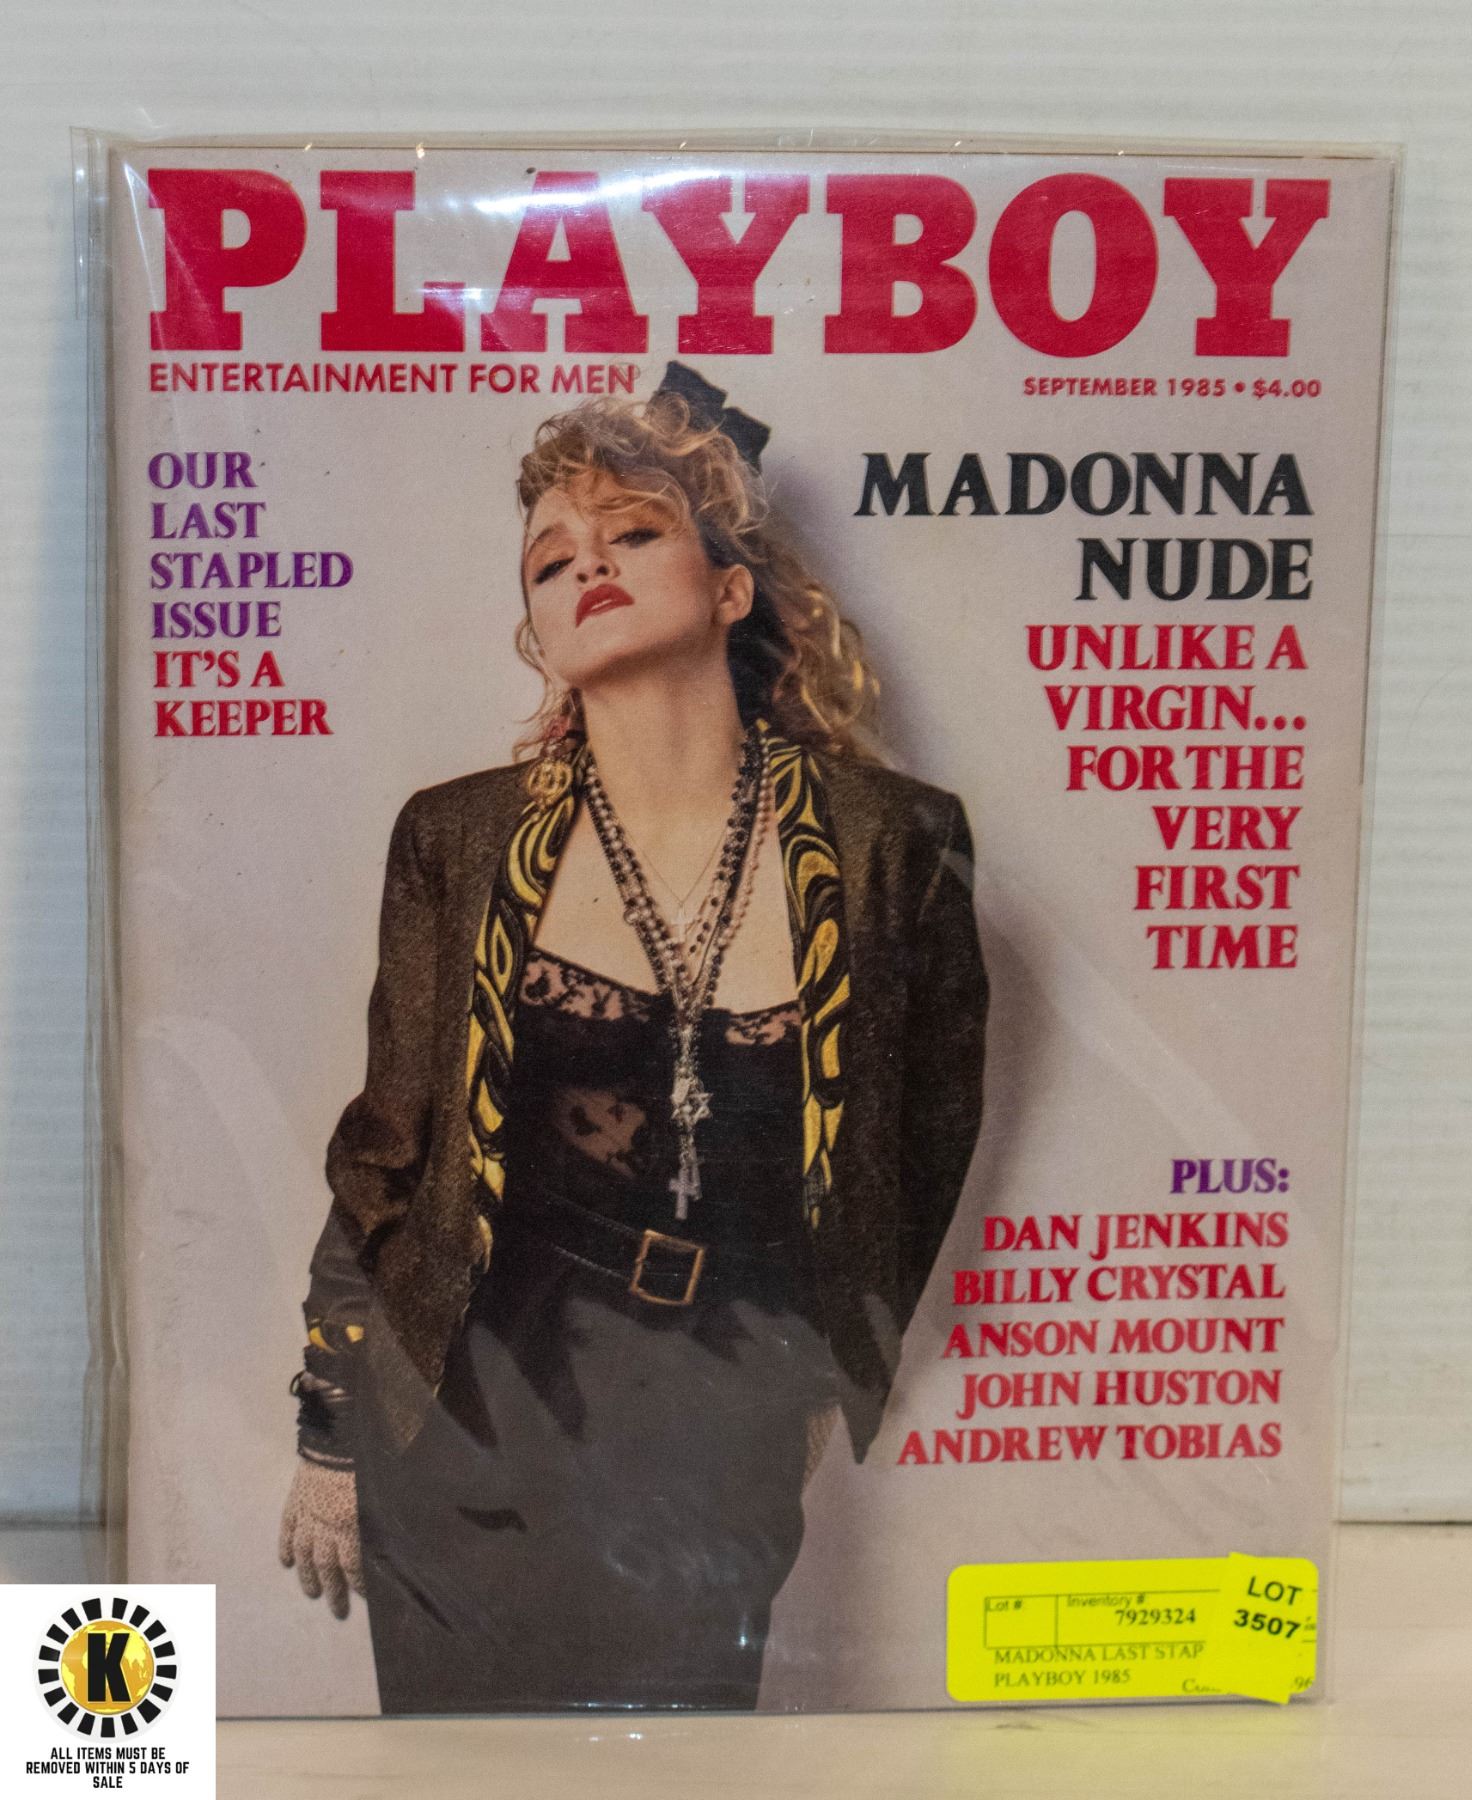 PLAYBOY
ENTERTAINMENT FOR MEN
SEPTEMBER 1985 • $4.00
OUR
LAST
STAPLED
ISSUE
IT'S A
KEEPER
MADONNA
NUDE
UNLIKE A
VIRGIN...
FOR THE
VERY
FIRST
TIME
PLUS:
DAN JENKINS
BILLY CRYSTAL
ANSON MOUNT
JOHN HUSTON
ANDREW TOBIAS
Lot #
Inventory #
7929324
LOT
3507
MADONNA LAST STAP
PLAYBOY 1985
K
ALL ITEMS MUST BE
REMOVED WITHIN 5 DAYS OF
SALE